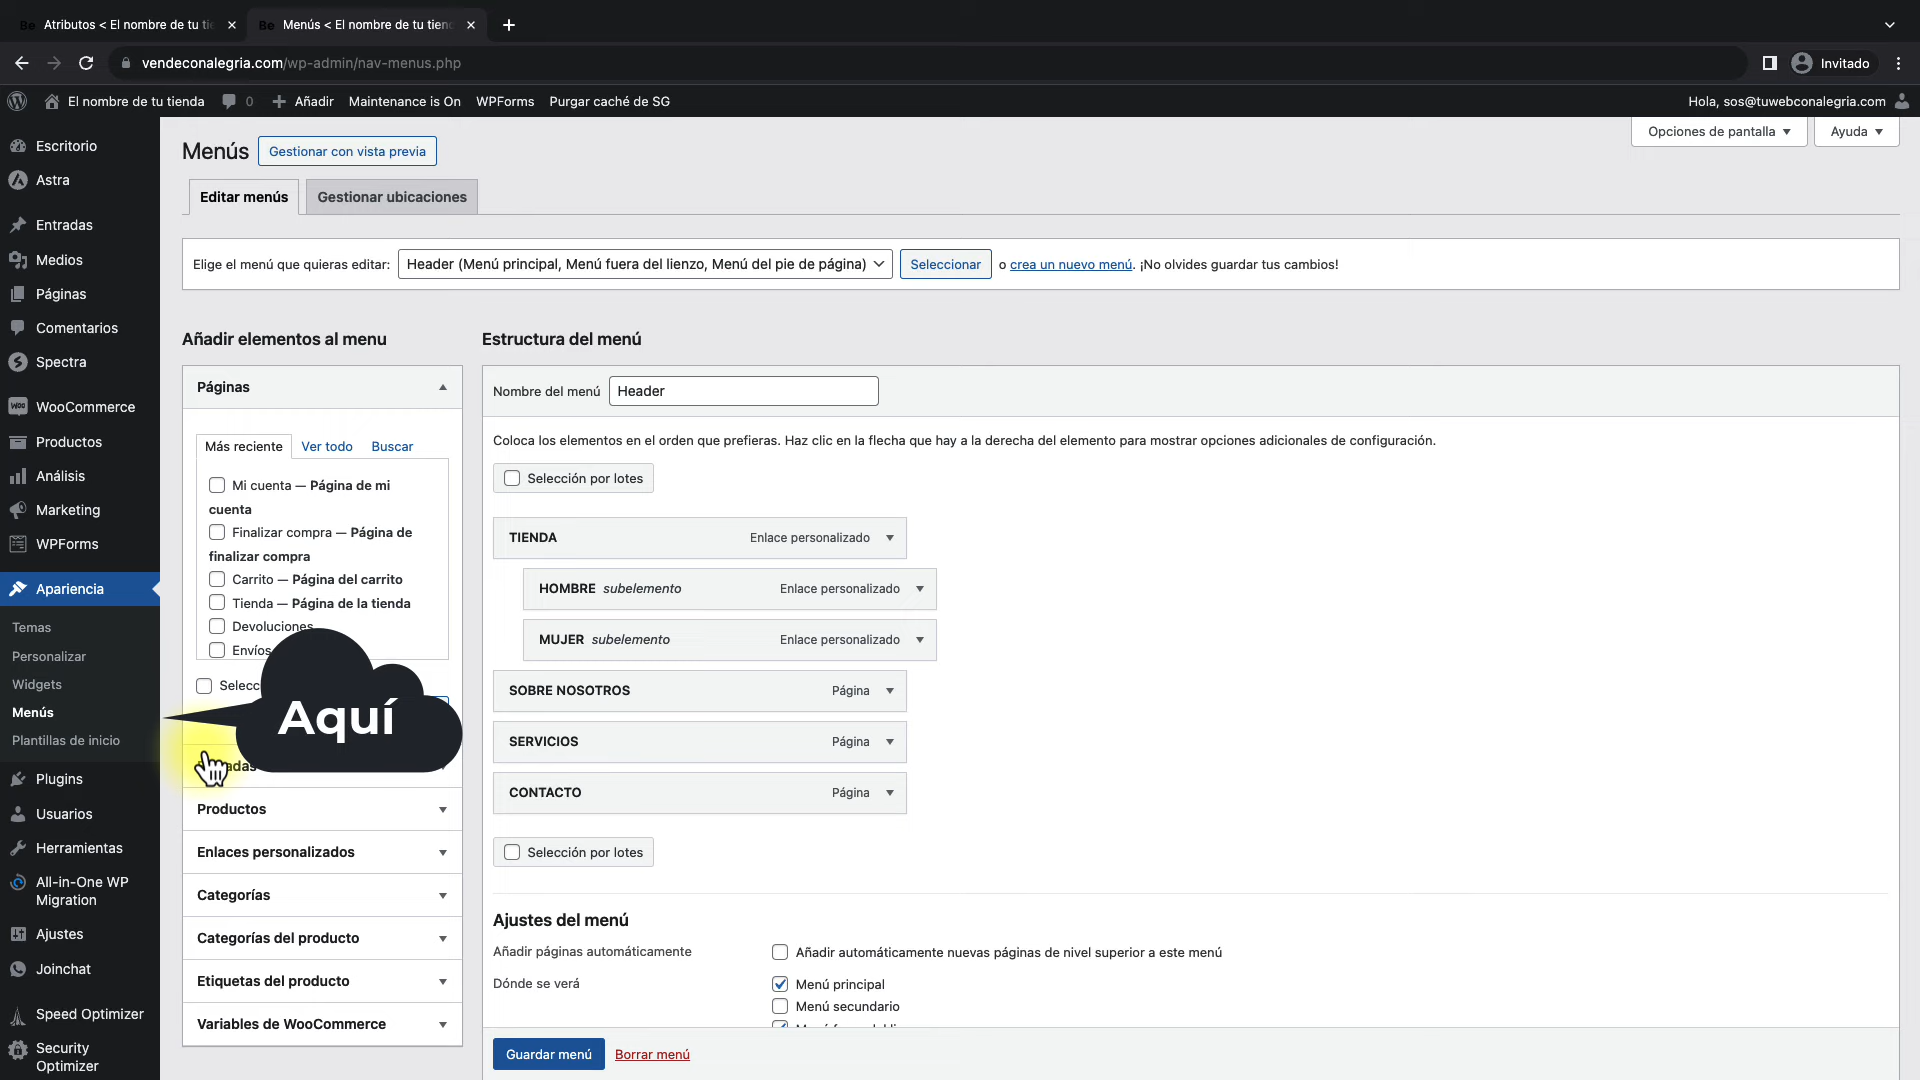 Atributos < El nombre de tu ti
Menús < El nombre de tu tien
vendeconalegria.com/wp-admin/nav-menus.php
Invitado
El nombre de tu tienda
0
Añadir
Maintenance is On
WPForms
Purgar caché de SG
Hola, sos@tuwebconalegria.com
Escritorio
Astra
Entradas
Medios
Páginas
Comentarios
Spectra
WooCommerce
Productos
Análisis
Marketing
WPForms
Apariencia
Temas
Personalizar
Widgets
Menús
Plantillas de inicio
Plugins
Usuarios
Herramientas
All-in-One WP
Migration
Ajustes
Joinchat
Speed Optimizer
Security
Optimizer
Menús
Gestionar con vista previa
Opciones de pantalla
Ayuda
Editar menús
Gestionar ubicaciones
Elige el menú que quieras editar:
Header (Menú principal, Menú fuera del lienzo, Menú del pie de página)
Seleccionar
o crea un nuevo menú. ¡No olvides guardar tus cambios!
Añadir elementos al menu
Páginas
Más reciente
Ver todo
Buscar
Mi cuenta — Página de mi
cuenta
Finalizar compra — Página de
finalizar compra
Carrito — Página del carrito
Tienda — Página de la tienda
Devoluciones
Envíos
Selecc
Aquí
adas
Productos
Enlaces personalizados
Categorías
Categorías del producto
Etiquetas del producto
Variables de WooCommerce
Estructura del menú
Nombre del menú
Header
Coloca los elementos en el orden que prefieras. Haz clic en la flecha que hay a la derecha del elemento para mostrar opciones adicionales de configuración.
Selección por lotes
TIENDA Enlace personalizado
HOMBRE subelemento Enlace personalizado
MUJER subelemento Enlace personalizado
SOBRE NOSOTROS Página
SERVICIOS Página
CONTACTO Página
Selección por lotes
Ajustes del menú
Añadir páginas automáticamente
Añadir automáticamente nuevas páginas de nivel superior a este menú
Dónde se verá
Menú principal
Menú secundario
Guardar menú
Borrar menú